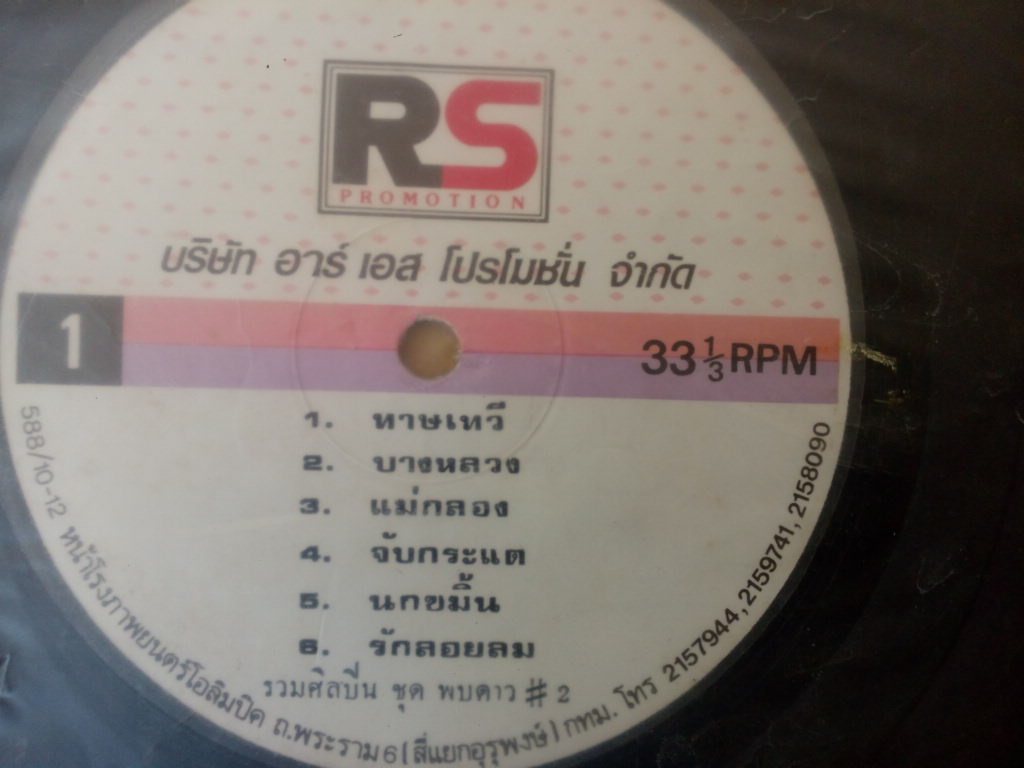 RS
PROMOTION
บริษัท อาร์ เอส โปรโมชั่น จำกัด
1
33 1/3 RPM
1. ทาษเทวี
2. บางหลวง
3. แม่กลอง
4. จับกระแต
5. นกขมิ้น
6. รักลอยลม
รวมศิลปิน ชุด พบดาว # 2
588/10-12 หน้าโรงภาพยนตร์โอลิมปิค ถ.พระราม 6 (สี่แยกอุรุพงษ์) กทม. โทร 2157944, 2159741, 2158090